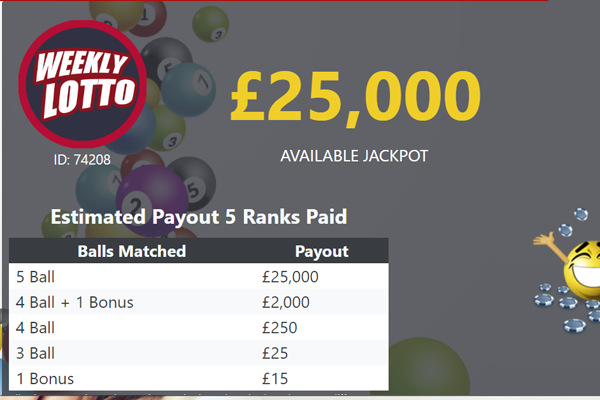 WEEKLY
LOTTO
£25,000
ID: 74208
AVAILABLE JACKPOT
Estimated Payout 5 Ranks Paid
Balls Matched Payout
5 Ball £25,000
4 Ball + 1 Bonus £2,000
4 Ball £250
3 Ball £25
1 Bonus £15